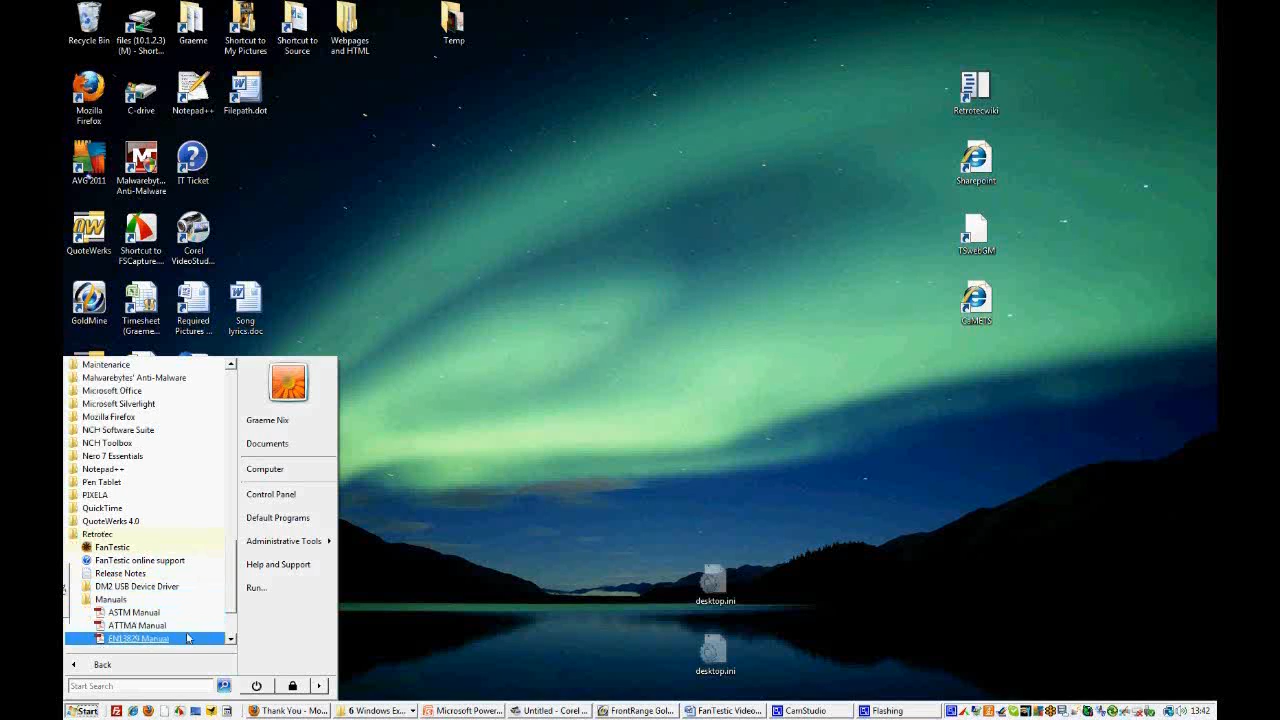 Recycle Bin
files (10.1.2.3)
(M) - Short...
Graeme
Shortcut to
My Pictures
Shortcut to
Source
Webpages
and HTML
Temp
Mozilla
Firefox
C-drive
Notepad++
Filepath.dot
Retrotecwiki
AVG 2011
Malwarebyt...
Anti-Malware
IT Ticket
Sharepoint
QuoteWerks
Shortcut to
FSCapture....
Corel
VideoStud...
TSwebGM
GoldMine
Timesheet
(Graeme...
Required
Pictures ...
Song
lyrics.doc
CaMETS
Maintenance
Malwarebytes' Anti-Malware
Microsoft Office
Microsoft Silverlight
Mozilla Firefox
NCH Software Suite
NCH Toolbox
Nero 7 Essentials
Notepad++
Pen Tablet
PIXELA
QuickTime
QuoteWerks 4.0
Retrotec
FanTestic
FanTestic online support
Release Notes
DM2 USB Device Driver
Manuals
ASTM Manual
ATTMA Manual
EN13829 Manual
Back
Start Search
Graeme Nix
Documents
Computer
Control Panel
Default Programs
Administrative Tools
Help and Support
Run...
desktop.ini
desktop.ini
Start
Thank You - Mo...
6 Windows Ex...
Microsoft Power...
Untitled - Corel ...
FrontRange Gol...
FanTestic Video...
CamStudio
Flashing
13:42